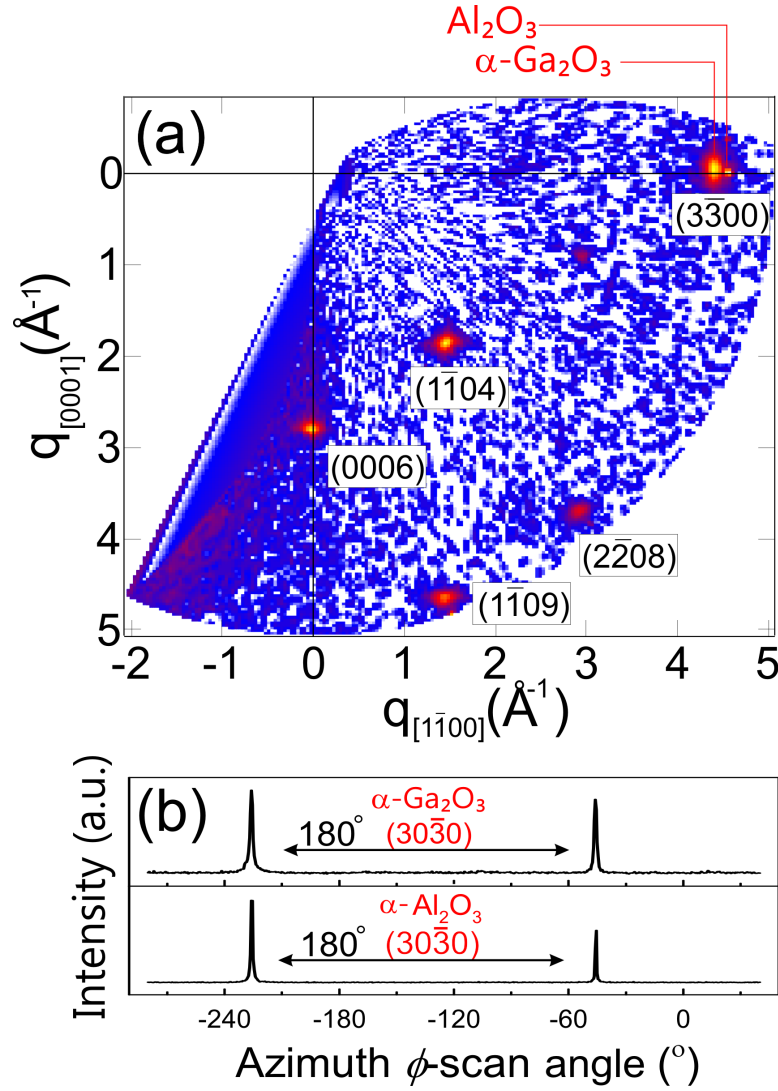 Al₂O₃
α-Ga₂O₃
(a)
0
(33̅00)
1
2
(11̅04)
3
(0006)
4
(22̅08)
(11̅09)
5
q[0001](Å⁻¹)
-2 -1 0 1 2 3 4 5
q[11̅00](Å⁻¹)
(b)
α-Ga₂O₃
180° (303̅0)
α-Al₂O₃
180° (303̅0)
Intensity (a.u.)
-240 -180 -120 -60 0
Azimuth ϕ-scan angle (°)